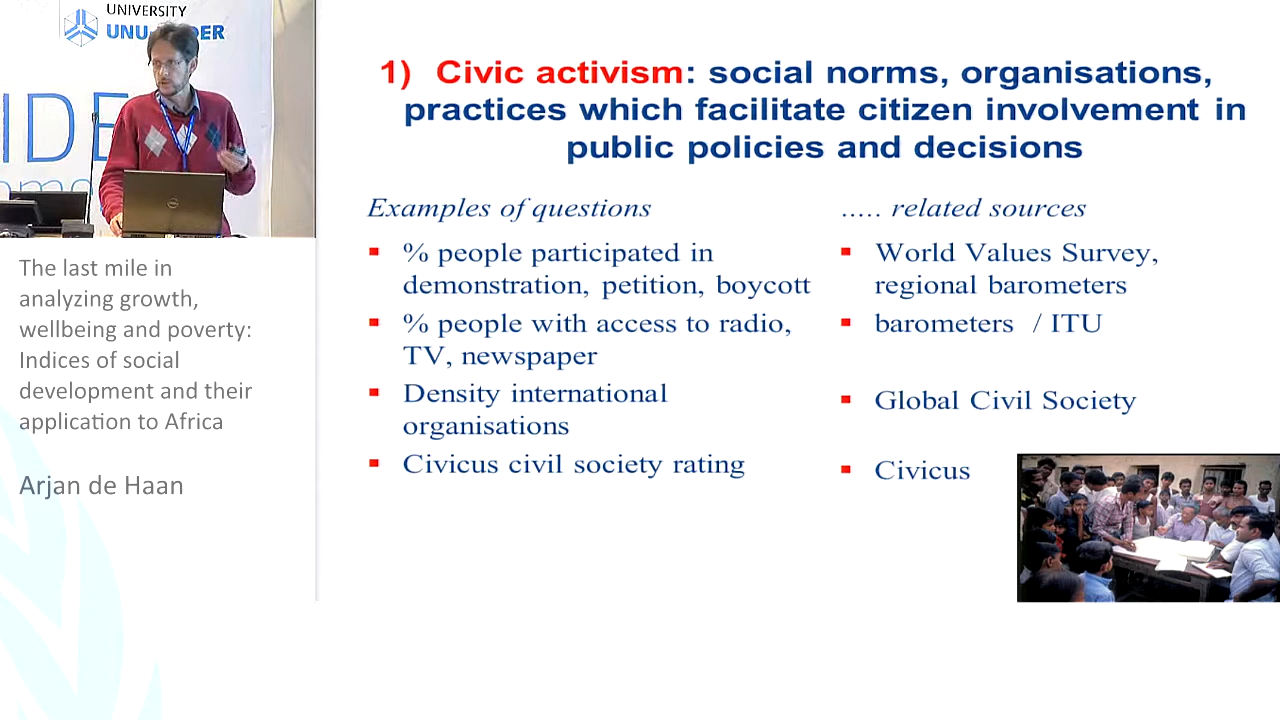 UNIVERSITY
UNU-
DER
IDE
The last mile in
analyzing growth,
wellbeing and poverty:
Indices of social
development and their
application to Africa
Arjan de Haan
1) Civic activism: social norms, organisations,
practices which facilitate citizen involvement in
public policies and decisions
Examples of questions
% people participated in
demonstration, petition, boycott
% people with access to radio,
TV, newspaper
Density international
organisations
Civicus civil society rating
..... related sources
World Values Survey,
regional barometers
barometers / ITU
Global Civil Society
Civicus